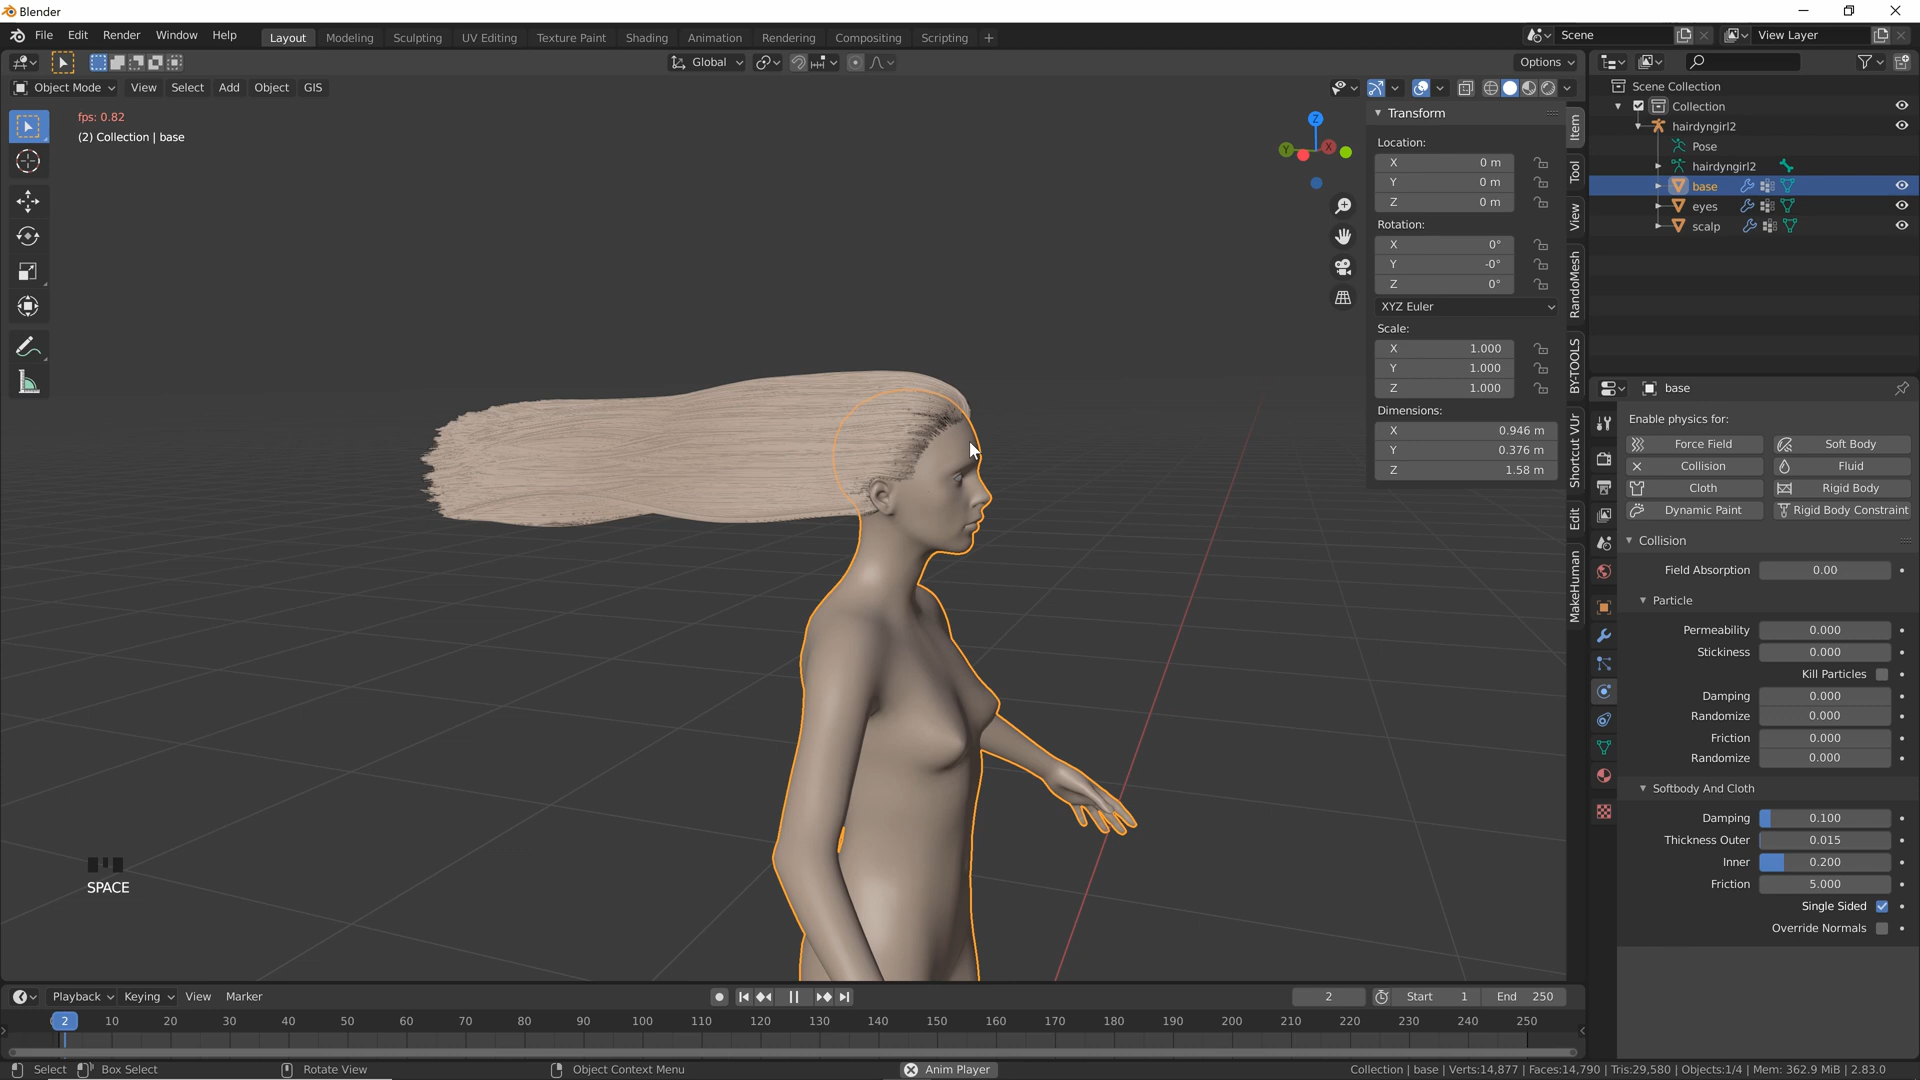 Blender
File Edit Render Window Help
Layout Modeling Sculpting UV Editing Texture Paint Shading Animation Rendering Compositing Scripting +
Scene
View Layer
Global
Options
Object Mode View Select Add Object GIS
fps: 0.82
(2) Collection | base
Z
Y
X
Transform
Location:
X 0 m
Y 0 m
Z 0 m
Rotation:
X 0°
Y -0°
Z 0°
XYZ Euler
Scale:
X 1.000
Y 1.000
Z 1.000
Dimensions:
X 0.946 m
Y 0.376 m
Z 1.58 m
Item
Tool
View
RandoMesh
BY-TOOLS
Shortcut VUr
Edit
MakeHuman
Scene Collection
Collection
hairdyngirl2
Pose
hairdyngirl2
base
eyes
scalp
base
Enable physics for:
Force Field Soft Body
Collision Fluid
Cloth Rigid Body
Dynamic Paint Rigid Body Constraint
Collision
Field Absorption 0.00
Particle
Permeability 0.000
Stickiness 0.000
Kill Particles
Damping 0.000
Randomize 0.000
Friction 0.000
Randomize 0.000
Softbody And Cloth
Damping 0.100
Thickness Outer 0.015
Inner 0.200
Friction 5.000
Single Sided
Override Normals
SPACE
Playback Keying View Marker
2 Start 1 End 250
2 10 20 30 40 50 60 70 80 90 100 110 120 130 140 150 160 170 180 190 200 210 220 230 240 250
Select Box Select Rotate View Object Context Menu Anim Player
Collection | base | Verts:14,877 | Faces:14,790 | Tris:29,580 | Objects:1/4 | Mem: 362.9 MiB | 2.83.0